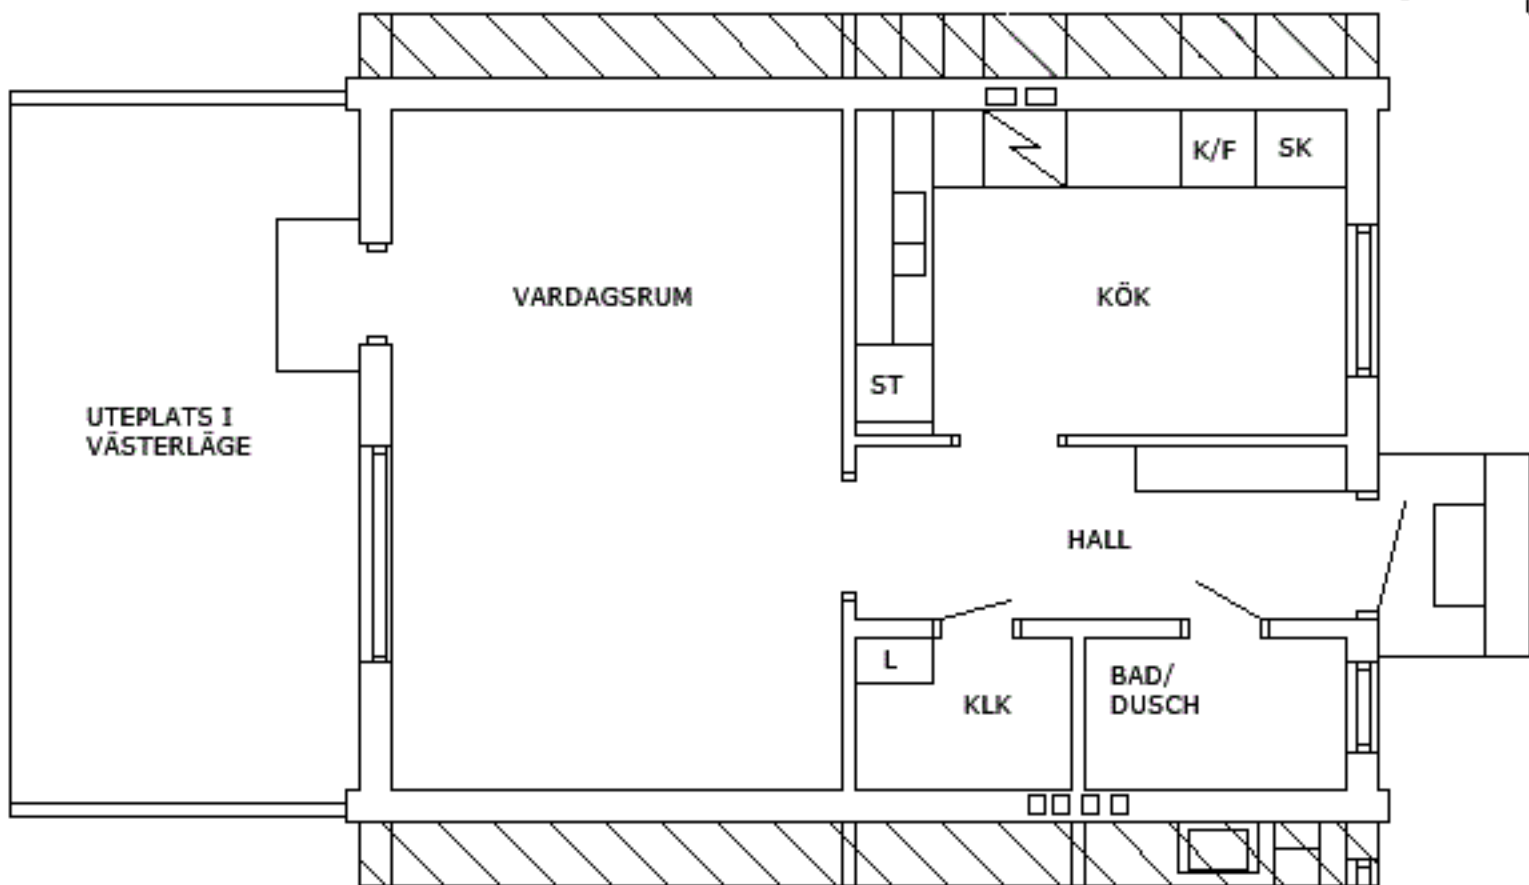 K/F
SK
VARDAGSRUM
KÖK
ST
UTEPLATS I
VÄSTERLÄGE
HALL
L
KLK
BAD/
DUSCH